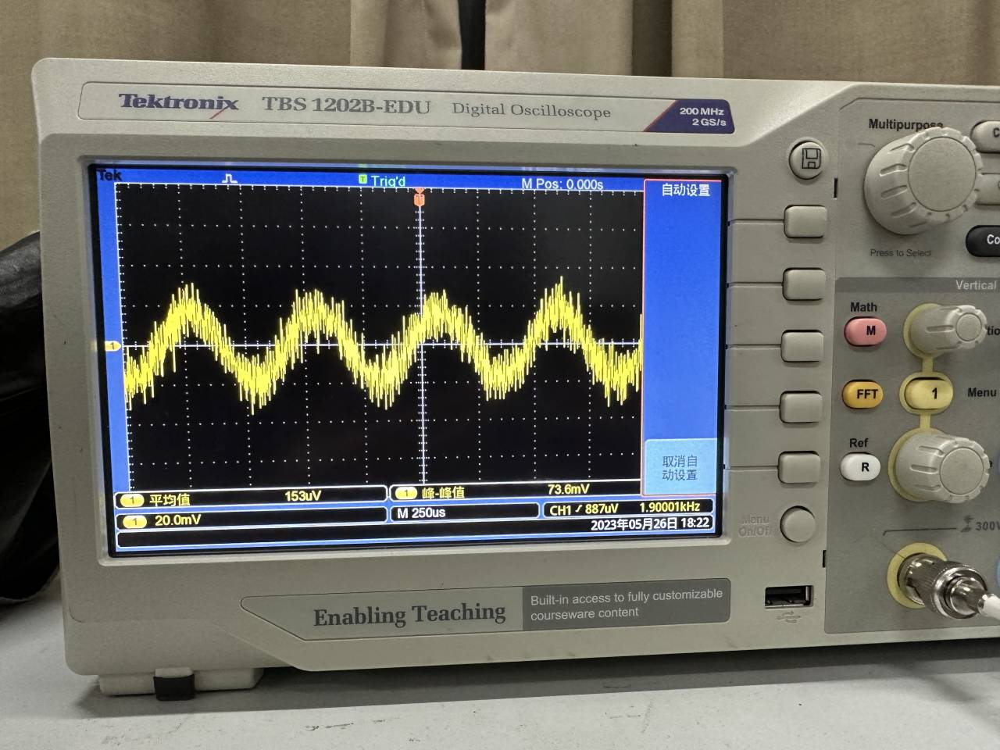 Tektronix TBS 1202B-EDU Digital Oscilloscope
200 MHz
2 GS/s
Tek
T Trig'd
M Pos: 0.000s
自动设置
取消自
动设置
1
1 平均值 153uV
1 峰-峰值 73.6mV
1 20.0mV
M 250us
CH1 887uV 1.90001kHz
2023年05月26日 18:22
Enabling Teaching
Built-in access to fully customizable
courseware content
Multipurpose
Press to Select
Vertical
Math
M
FFT
1
Menu
Ref
R
Menu
On/Off
300V